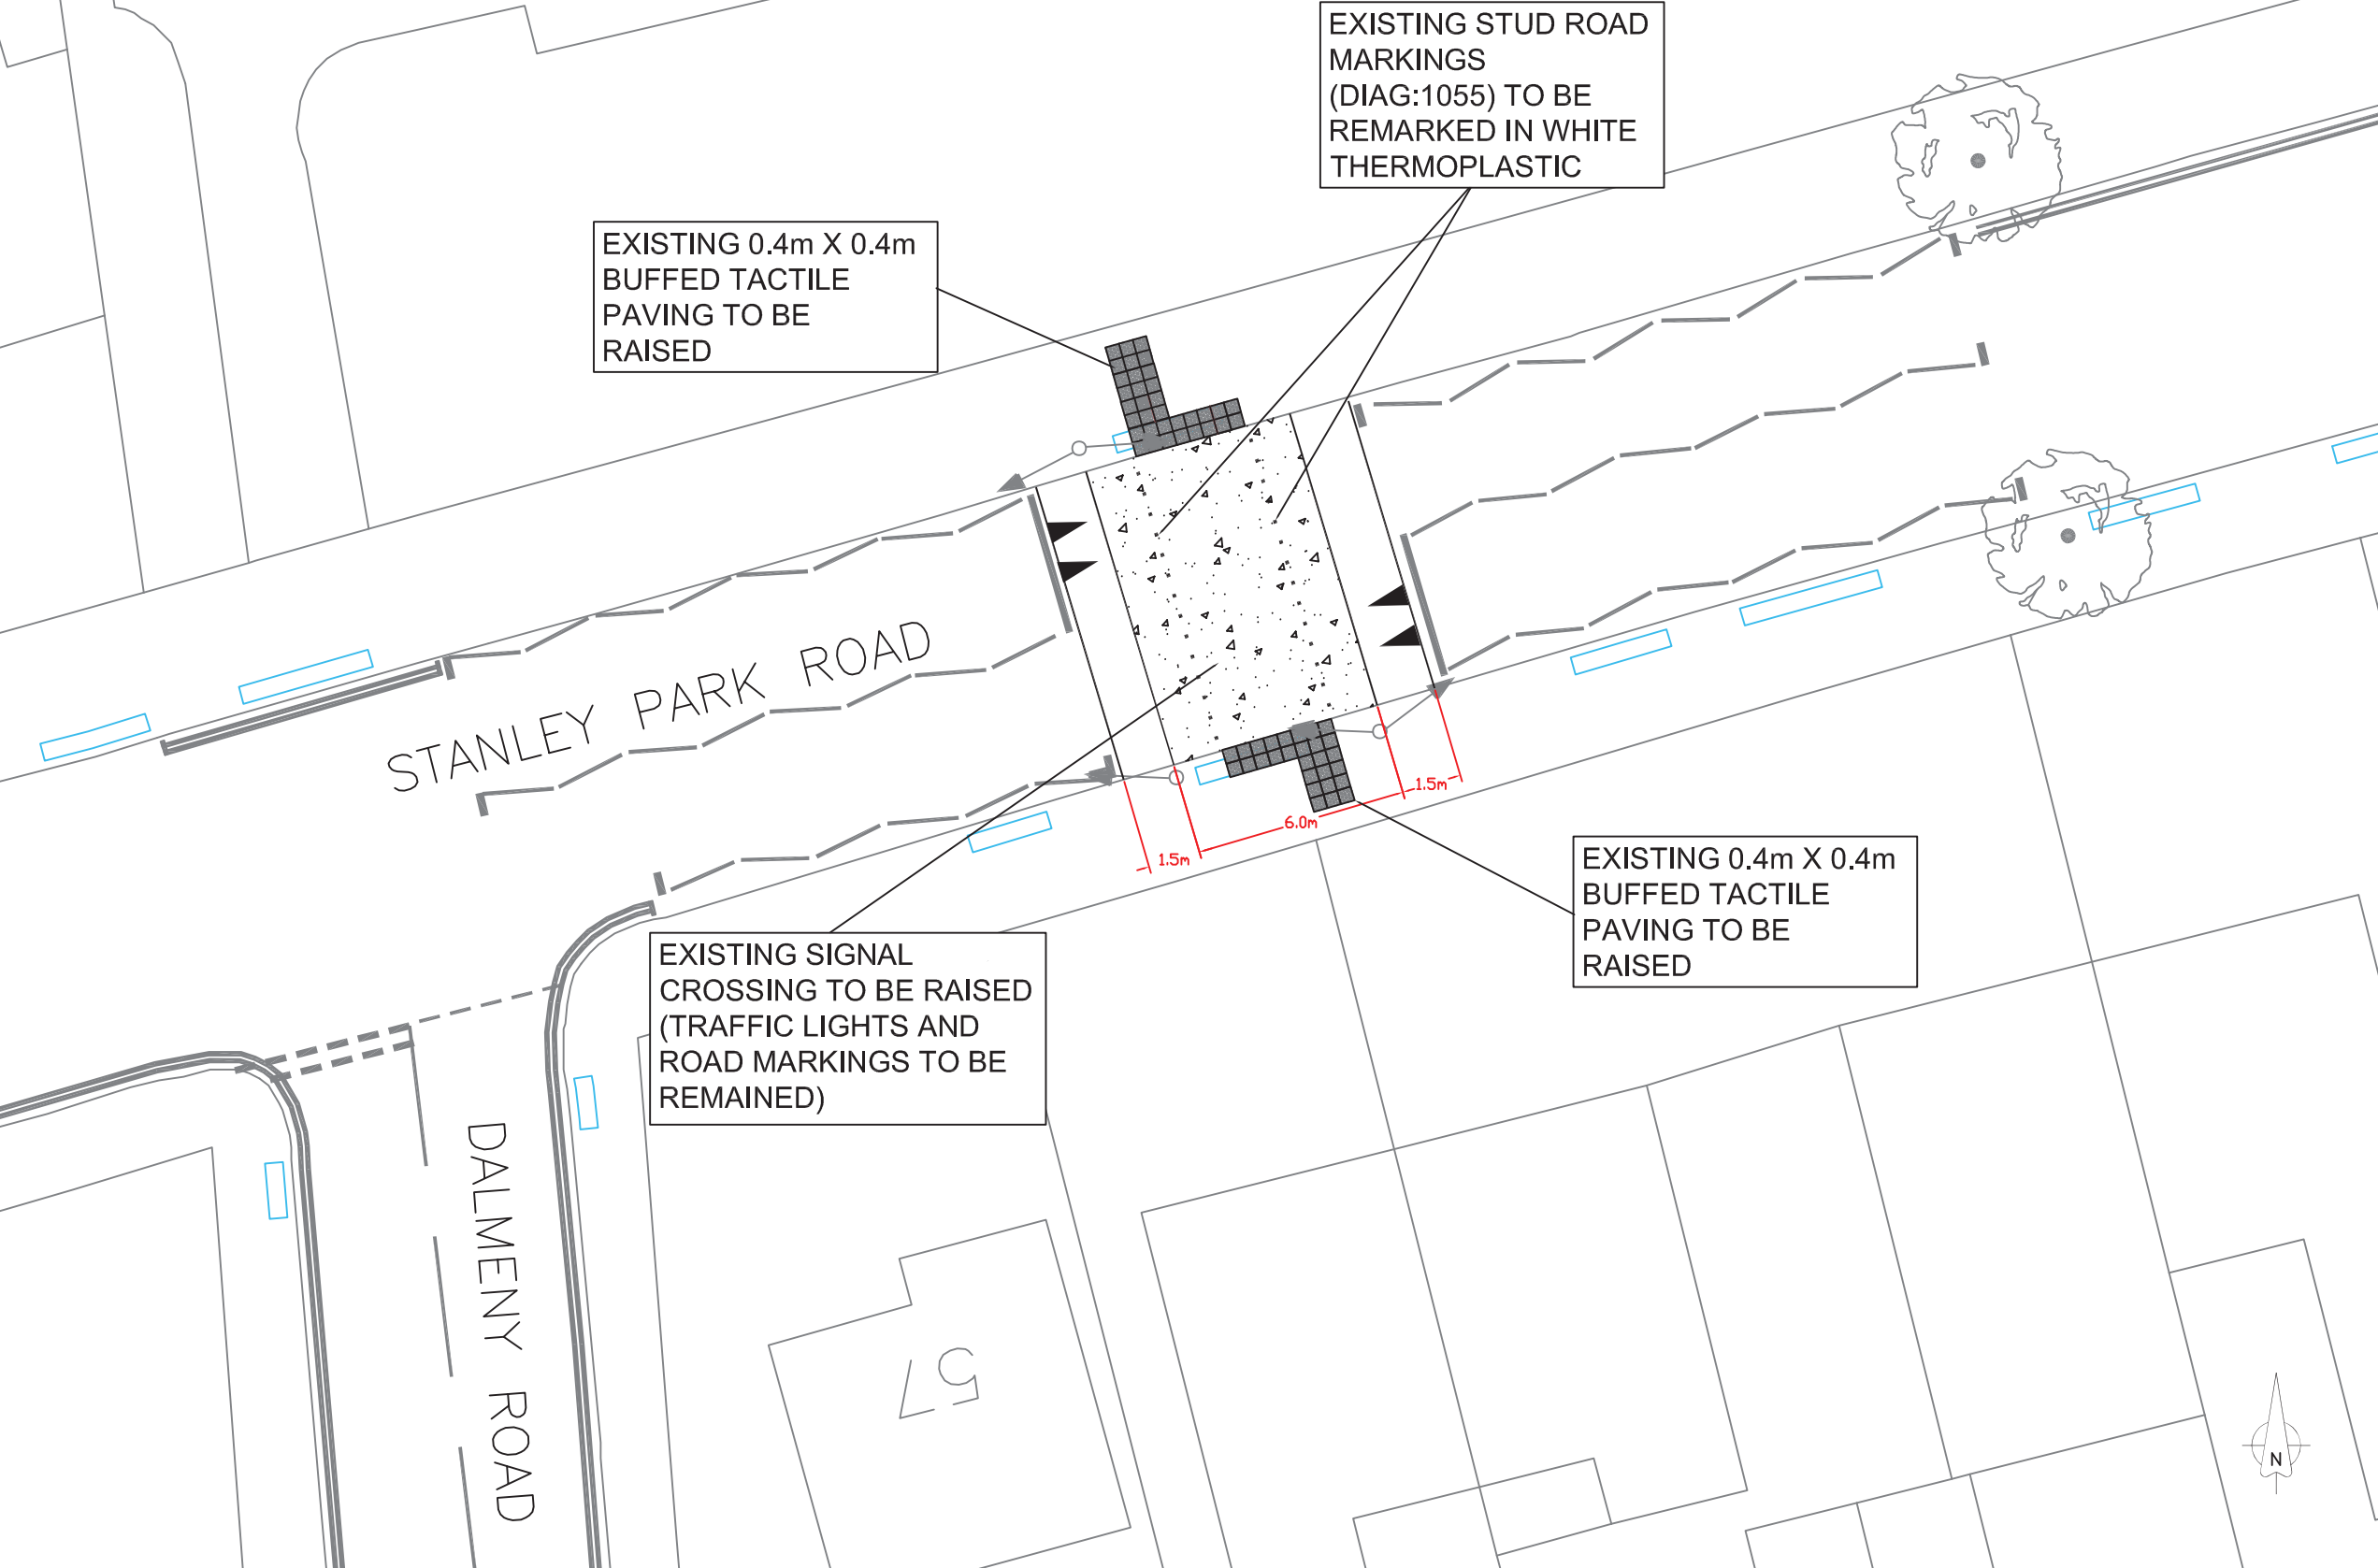 EXISTING STUD ROAD
MARKINGS
(DIAG:1055) TO BE
REMARKED IN WHITE
THERMOPLASTIC
EXISTING 0.4m X 0.4m
BUFFED TACTILE
PAVING TO BE
RAISED
STANLEY PARK ROAD
1.5m
6.0m
1.5m
EXISTING 0.4m X 0.4m
BUFFED TACTILE
PAVING TO BE
RAISED
EXISTING SIGNAL
CROSSING TO BE RAISED
(TRAFFIC LIGHTS AND
ROAD MARKINGS TO BE
REMAINED)
DALMENY ROAD
57
N